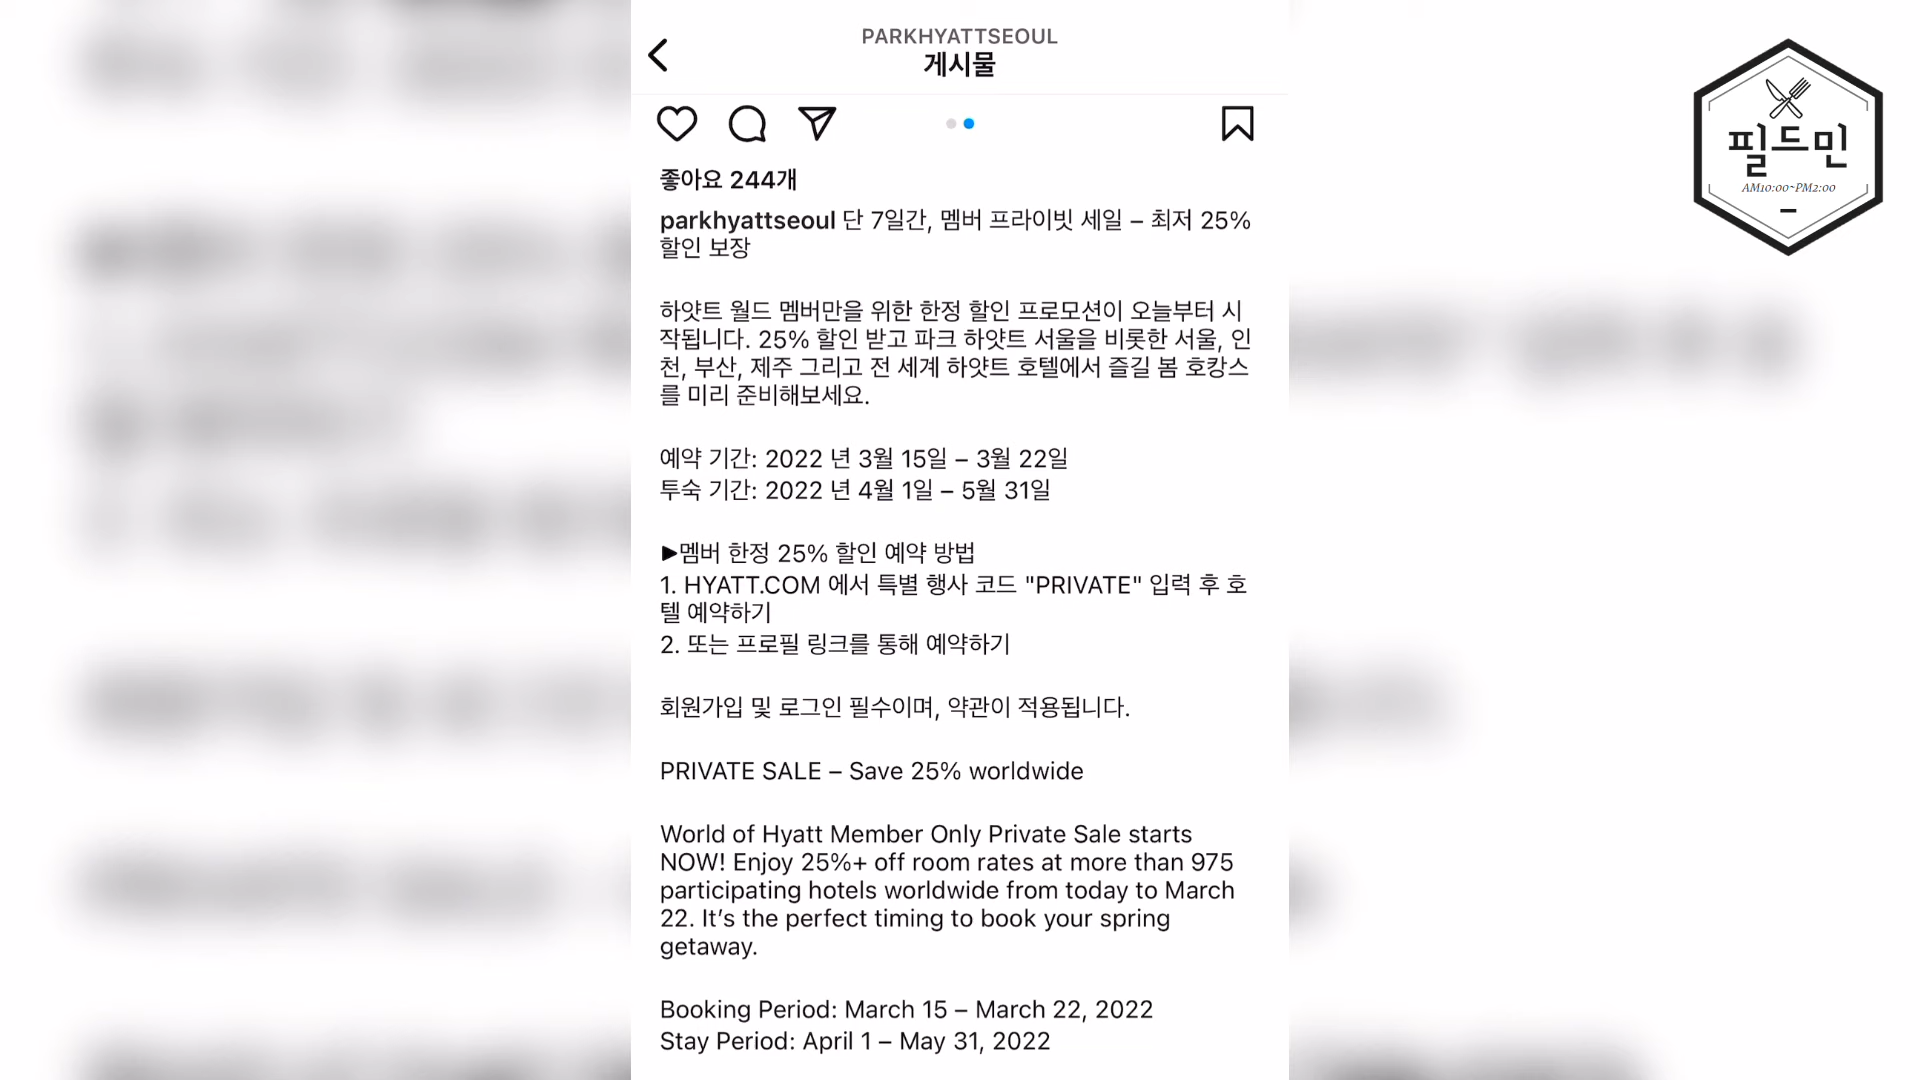 PARKHYATTSEOUL
게시물
좋아요 244개
parkhyattseoul 단 7일간, 멤버 프라이빗 세일 – 최저 25%
할인 보장
하얏트 월드 멤버만을 위한 한정 할인 프로모션이 오늘부터 시
작됩니다. 25% 할인 받고 파크 하얏트 서울을 비롯한 서울, 인
천, 부산, 제주 그리고 전 세계 하얏트 호텔에서 즐길 봄 호캉스
를 미리 준비해보세요.
예약 기간: 2022 년 3월 15일 – 3월 22일
투숙 기간: 2022 년 4월 1일 – 5월 31일
▶멤버 한정 25% 할인 예약 방법
1. HYATT.COM 에서 특별 행사 코드 "PRIVATE" 입력 후 호
텔 예약하기
2. 또는 프로필 링크를 통해 예약하기
회원가입 및 로그인 필수이며, 약관이 적용됩니다.
PRIVATE SALE – Save 25% worldwide
World of Hyatt Member Only Private Sale starts
NOW! Enjoy 25%+ off room rates at more than 975
participating hotels worldwide from today to March
22. It’s the perfect timing to book your spring
getaway.
Booking Period: March 15 – March 22, 2022
Stay Period: April 1 – May 31, 2022
필드민
AM10:00~PM2:00